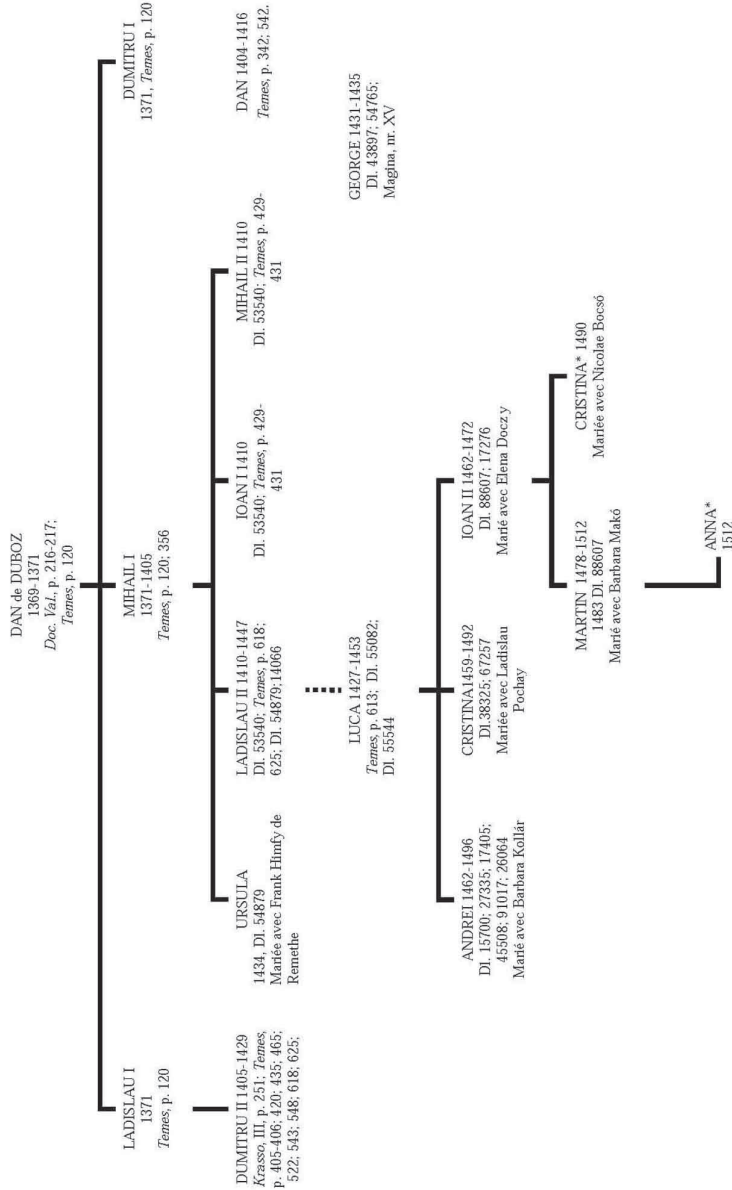 DAN de DUBOZ
1369-1371
Doc. Val., p. 216-217;
Temes, p. 120
LADISLAU I
1371
Temes, p. 120
MIHAIL I
1371-1405
Temes, p. 120; 356
DUMITRU I
1371, Temes, p. 120
DUMITRU II 1405-1429
Krasso, III, p. 251; Temes,
p. 405-406; 420; 435; 465;
522; 543; 548; 618; 625;
URSULA
1434, Dl. 54879
Mariée avec Frank Himfy de
Remethe
LADISLAU II 1410-1447
Dl. 53540; Temes, p. 618;
625; Dl. 54879;14066
IOAN I 1410
Dl. 53540; Temes, p. 429-
431
MIHAIL II 1410
Dl. 53540; Temes, p. 429-
431
DAN 1404-1416
Temes, p. 342; 542.
LUCA 1427-1453
Temes, p. 613; Dl. 55082;
Dl. 55544
GEORGE 1431-1435
Dl. 43897; 54765;
Magina, nr. XV
ANDREI 1462-1496
Dl. 15700; 27335; 17405;
45508; 91017; 26064
Marié avec Barbara Kollár
CRISTINA1459-1492
Dl.38325; 67257
Mariée avec Ladislau
Pochay
IOAN II 1462-1472
Dl. 88607; 17276
Marié avec Elena Doczy
MARTIN 1478-1512
1483 Dl. 88607
Marié avec Barbara Makó
CRISTINA* 1490
Mariée avec Nicolae Bocsó
ANNA*
1512